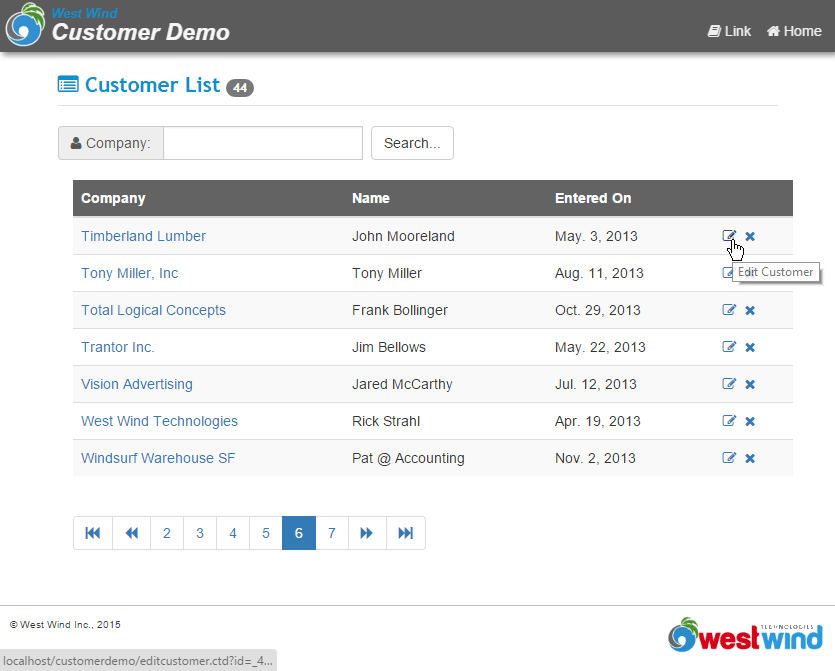 West Wind
Customer Demo
Link Home
Customer List 44
Company:
Search...
Company Name Entered On
Timberland Lumber John Mooreland May. 3, 2013
Edit Customer
Tony Miller, Inc Tony Miller Aug. 11, 2013
Total Logical Concepts Frank Bollinger Oct. 29, 2013
Trantor Inc. Jim Bellows May. 22, 2013
Vision Advertising Jared McCarthy Jul. 12, 2013
West Wind Technologies Rick Strahl Apr. 19, 2013
Windsurf Warehouse SF Pat @ Accounting Nov. 2, 2013
2 3 4 5 6 7
© West Wind Inc., 2015
TECHNOLOGIES
westwind
localhost/customerdemo/editcustomer.ctd?id=_4...